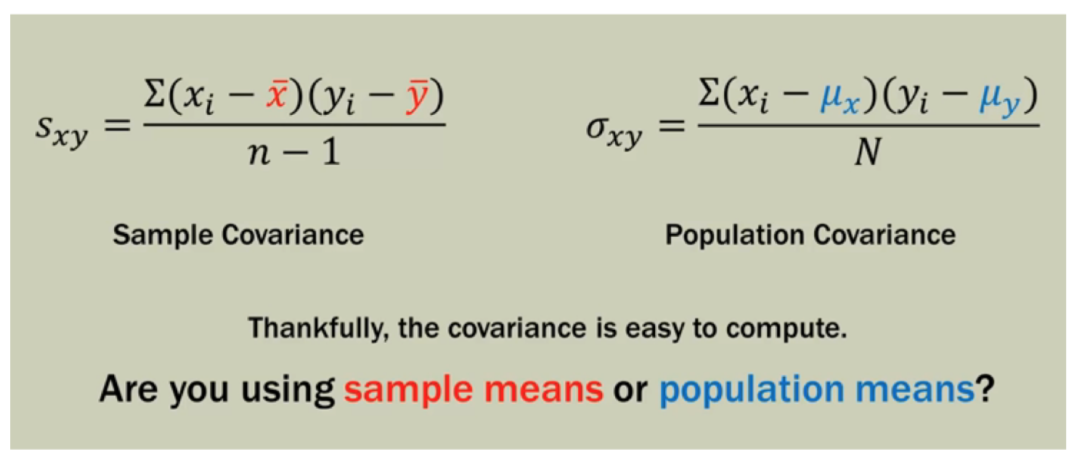 s_xy = Σ(x_i − x̄)(y_i − ȳ) / n − 1
σ_xy = Σ(x_i − μ_x)(y_i − μ_y) / N
Sample Covariance
Population Covariance
Thankfully, the covariance is easy to compute.
Are you using sample means or population means?